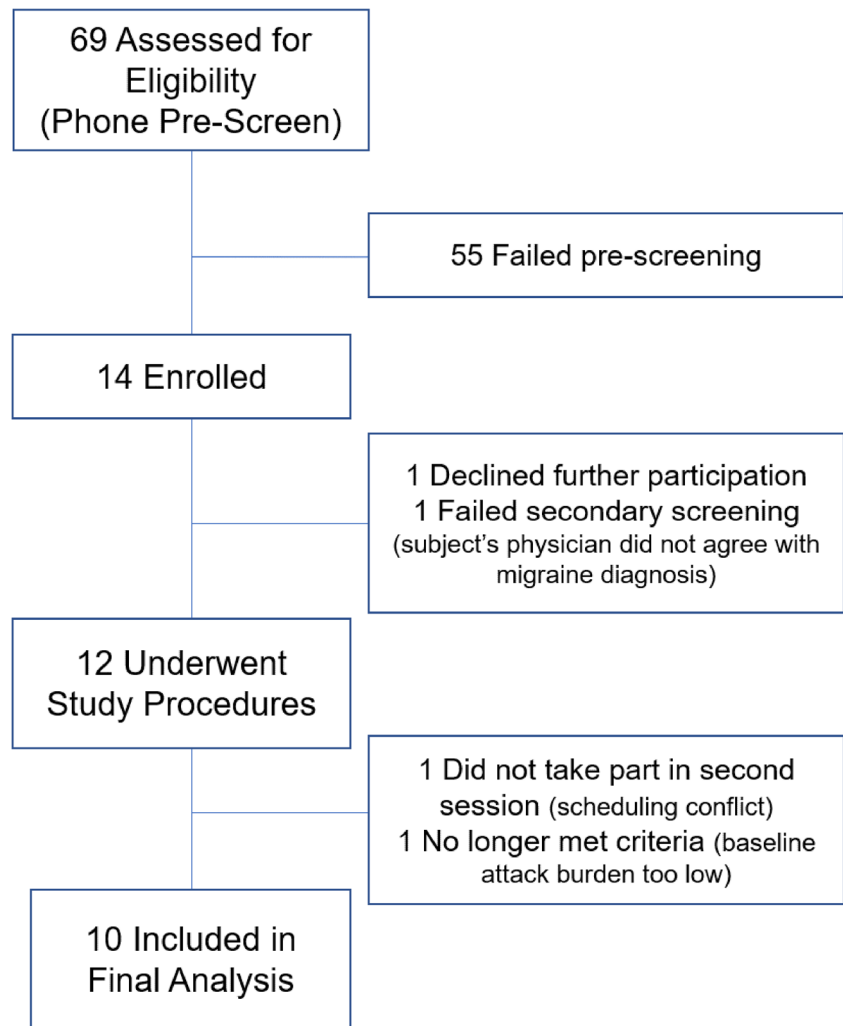 69 Assessed for
Eligibility
(Phone Pre-Screen)
55 Failed pre-screening
14 Enrolled
1 Declined further participation
1 Failed secondary screening
(subject's physician did not agree with
migraine diagnosis)
12 Underwent
Study Procedures
1 Did not take part in second
session (scheduling conflict)
1 No longer met criteria (baseline
attack burden too low)
10 Included in
Final Analysis